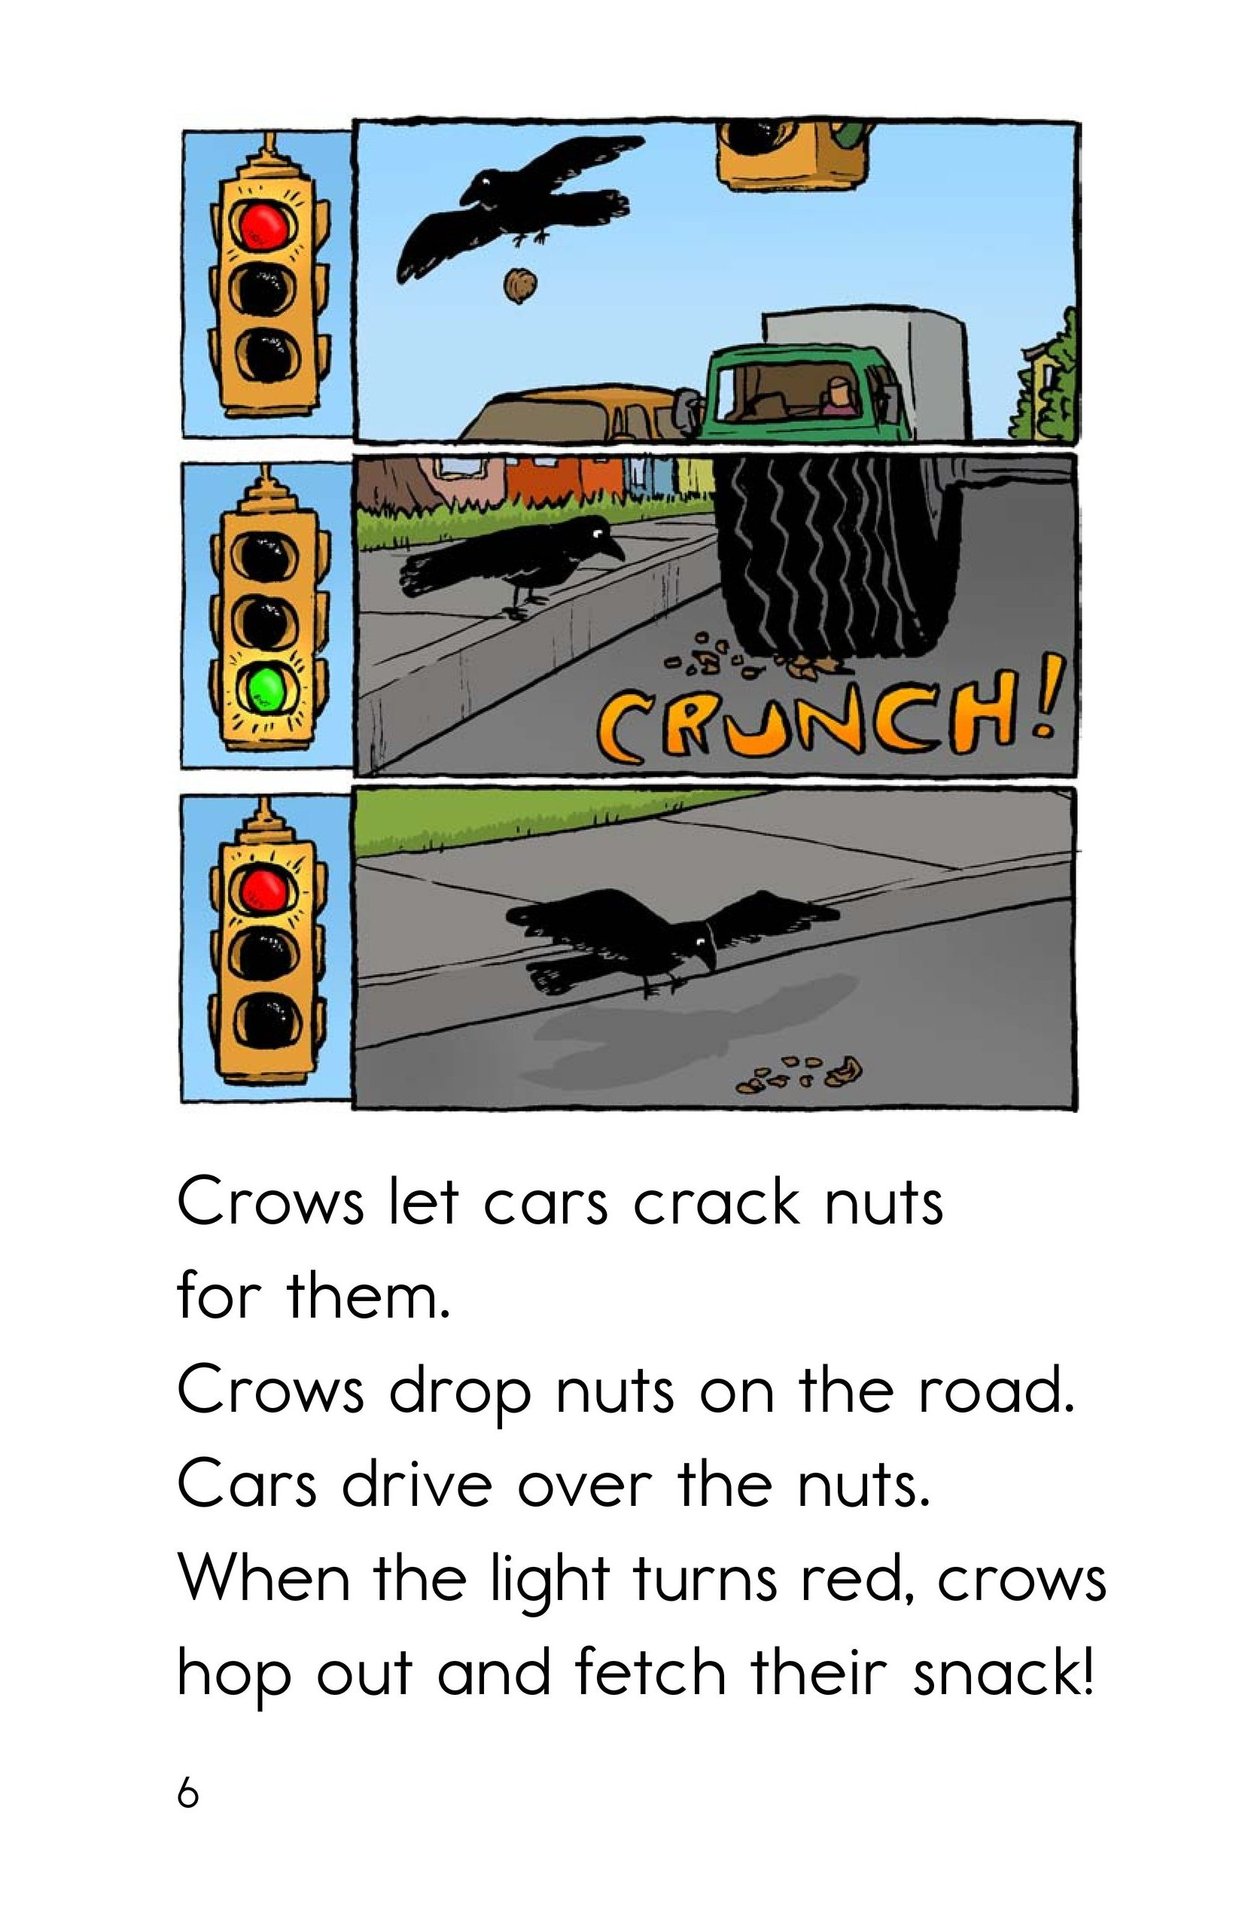 CRUNCH!
Crows let cars crack nuts
for them.
Crows drop nuts on the road.
Cars drive over the nuts.
When the light turns red, crows
hop out and fetch their snack!
6